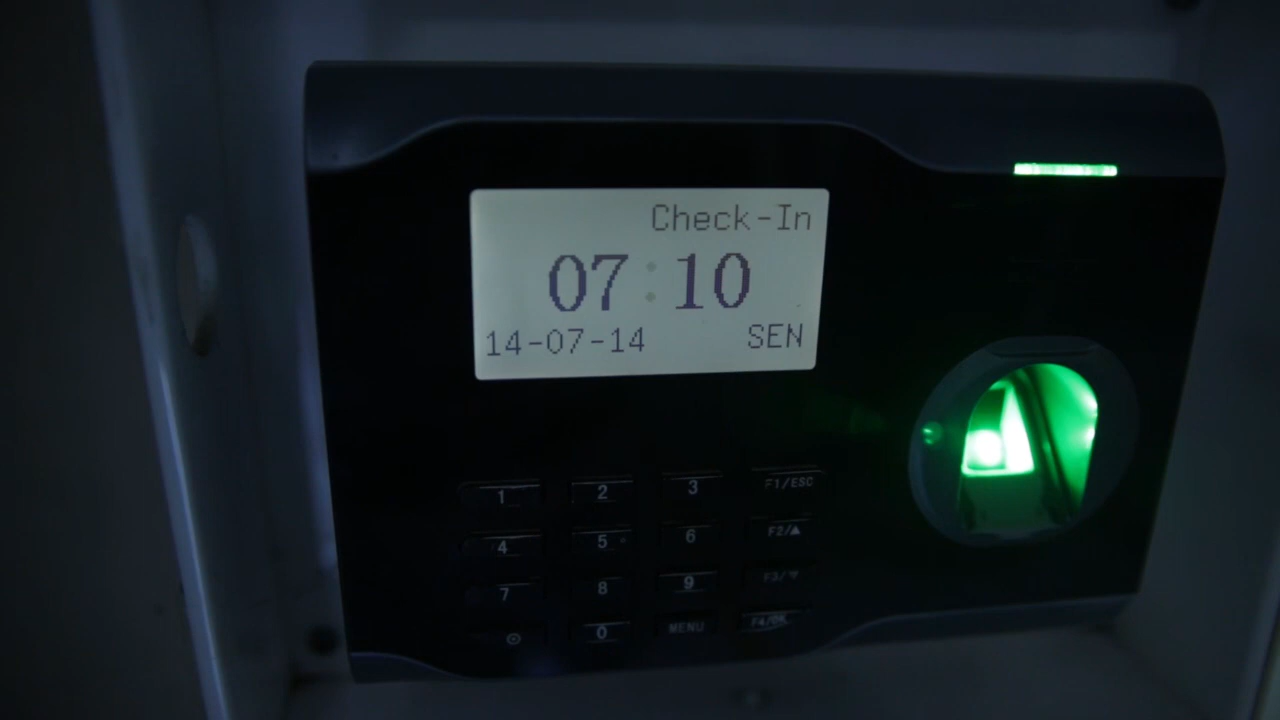 Check-In
07:10
14-07-14 SEN
1 2 3 F1/ESC
4 5 6 F2/▲
7 8 9 F3/▼
0 MENU F4/OK